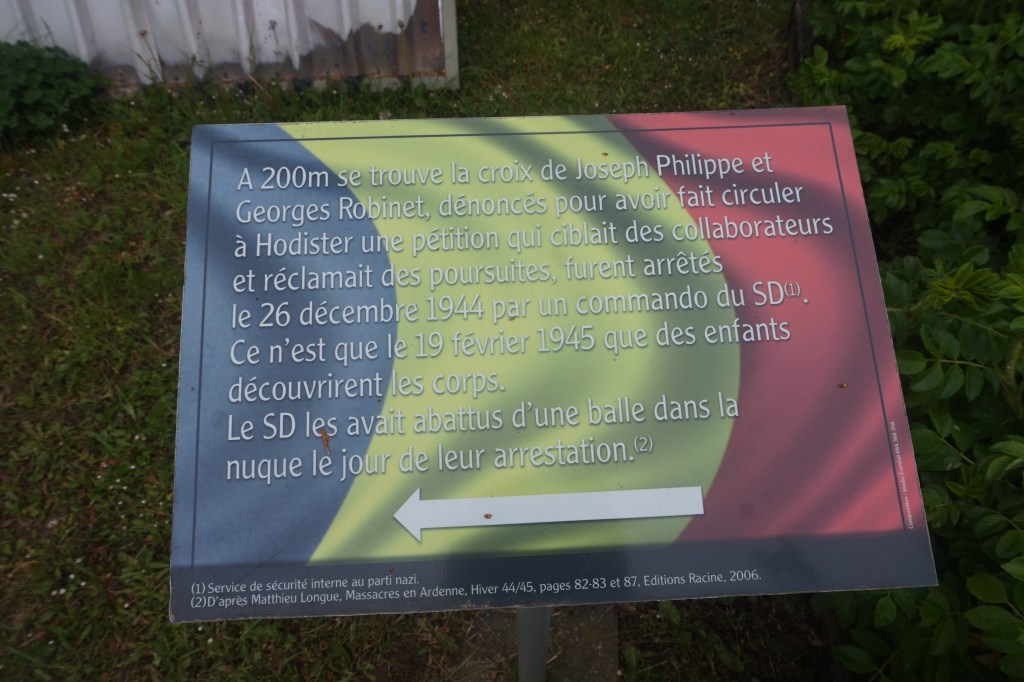 A 200m se trouve la croix de Joseph Philippe et
Georges Robinet, dénoncés pour avoir fait circuler
à Hodister une pétition qui ciblait des collaborateurs
et réclamait des poursuites, furent arrêtés
le 26 décembre 1944 par un commando du SD(1).
Ce n'est que le 19 février 1945 que des enfants
découvrirent les corps.
Le SD les avait abattus d'une balle dans la
nuque le jour de leur arrestation.(2)
(1) Service de sécurité interne au parti nazi.
(2)D'après Matthieu Longue, Massacres en Ardenne, Hiver 44/45, pages 82-83 et 87, Editions Racine, 2006.